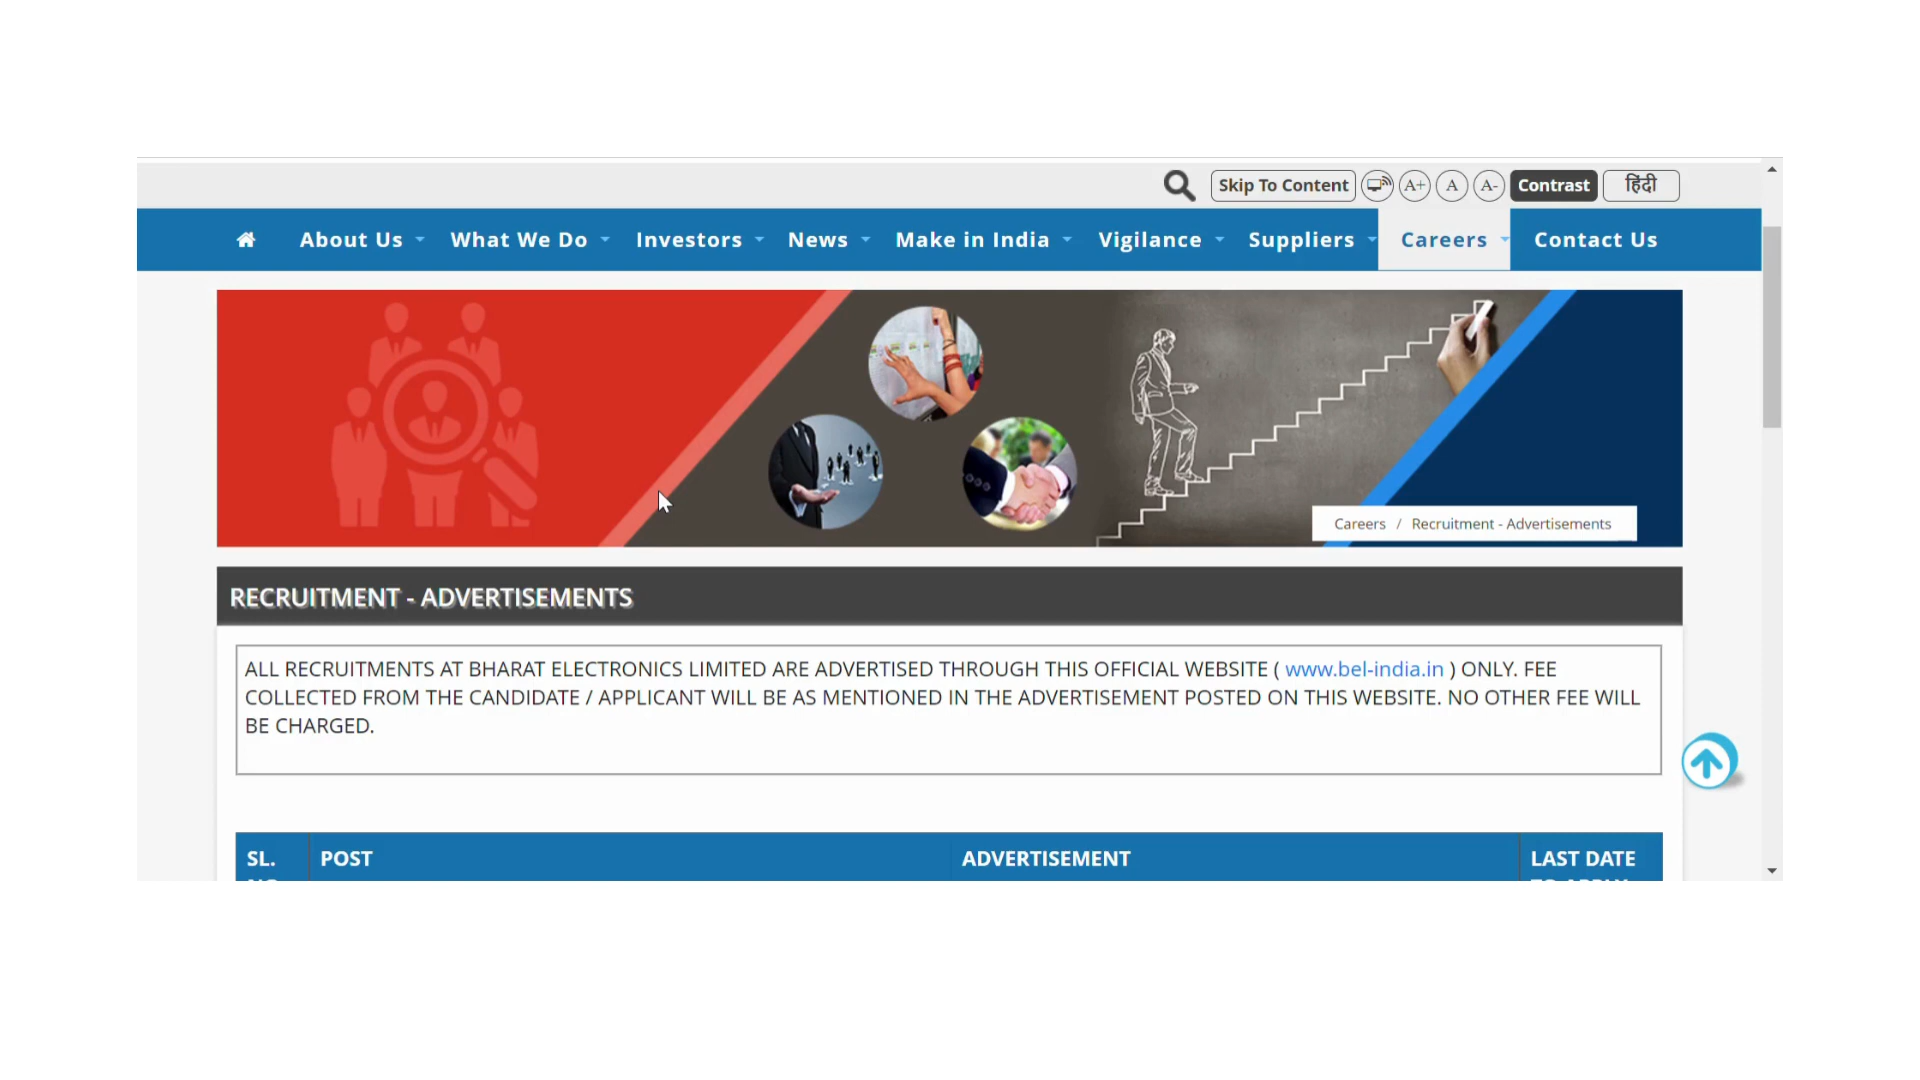 Skip To Content A+ A A- Contrast हिंदी
About Us What We Do Investors News Make in India Vigilance Suppliers Careers Contact Us
Careers / Recruitment - Advertisements
RECRUITMENT - ADVERTISEMENTS
ALL RECRUITMENTS AT BHARAT ELECTRONICS LIMITED ARE ADVERTISED THROUGH THIS OFFICIAL WEBSITE ( www.bel-india.in ) ONLY. FEE
COLLECTED FROM THE CANDIDATE / APPLICANT WILL BE AS MENTIONED IN THE ADVERTISEMENT POSTED ON THIS WEBSITE. NO OTHER FEE WILL
BE CHARGED.
SL. POST ADVERTISEMENT LAST DATE